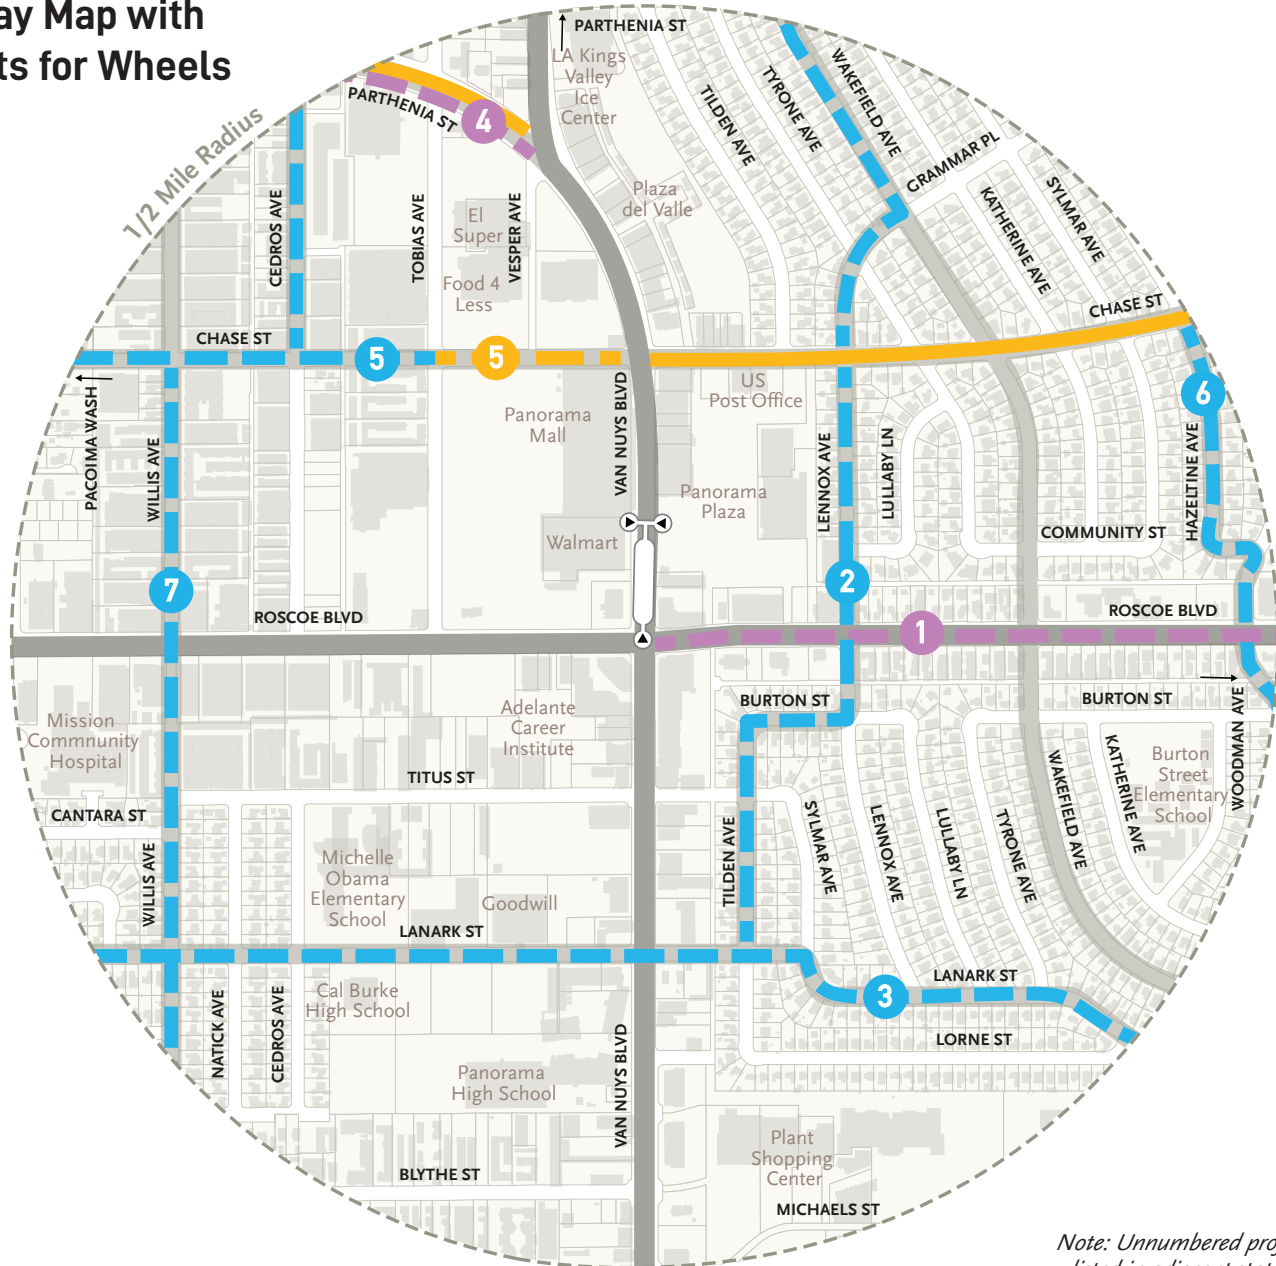 ay Map with
ts for Wheels
1/2 Mile Radius
PARTHENIA ST
LA Kings
Valley
Ice
Center
PARTHENIA ST
4
TILDEN AVE
TYRONE AVE
WAKEFIELD AVE
GRAMMAR PL
KATHERINE AVE
SYLMAR AVE
Plaza
del Valle
CEDROS AVE
TOBIAS AVE
El
Super
VESPER AVE
Food 4
Less
CHASE ST
CHASE ST
5
5
US
Post Office
6
PACOIMA WASH
WILLIS AVE
Panorama
Mall
VAN NUYS BLVD
LENNOX AVE
LULLABY LN
HAZELTINE AVE
Panorama
Plaza
Walmart
COMMUNITY ST
7
2
ROSCOE BLVD
ROSCOE BLVD
1
BURTON ST
BURTON ST
Mission
Commnunity
Hospital
Adelante
Career
Institute
TITUS ST
CANTARA ST
WILLIS AVE
Michelle
Obama
Elementary
School
Goodwill
TILDEN AVE
SYLMAR AVE
LENNOX AVE
LULLABY LN
TYRONE AVE
WAKEFIELD AVE
KATHERINE AVE
Burton
Street
Elementary
School
WOODMAN AVE
LANARK ST
LANARK ST
3
NATICK AVE
CEDROS AVE
Cal Burke
High School
LORNE ST
Panorama
High School
VAN NUYS BLVD
BLYTHE ST
Plant
Shopping
Center
MICHAELS ST
Note: Unnumbered pro